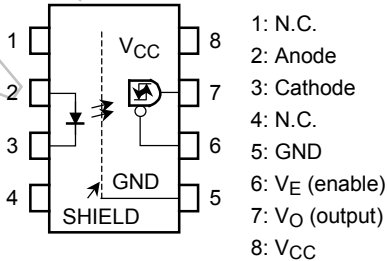 1
2
3
4
V_CC
GND
SHIELD
8
7
6
5
1: N.C.
2: Anode
3: Cathode
4: N.C.
5: GND
6: V_E (enable)
7: V_O (output)
8: V_CC